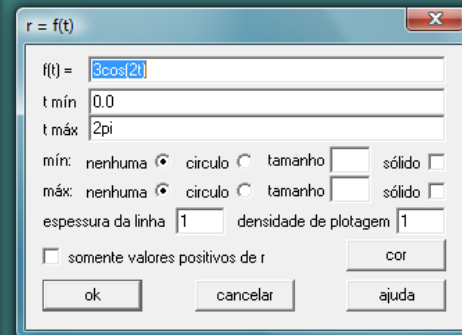 r = f(t)
f(t) = 3cos(2t)
t mín 0.0
t máx 2pi
mín: nenhuma circulo tamanho sólido
máx: nenhuma circulo tamanho sólido
espessura da linha 1 densidade de plotagem 1
somente valores positivos de r cor
ok cancelar ajuda